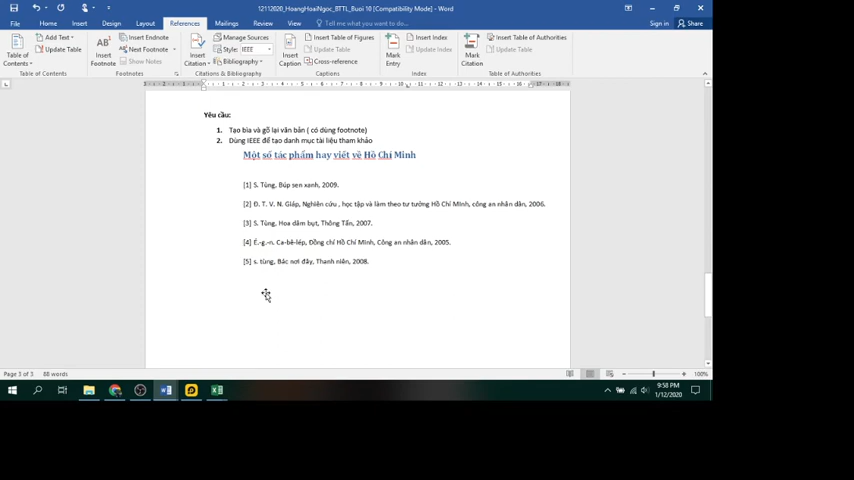 12112020_HoangHoaiNgoc_BTTL_Buoi 10 [Compatibility Mode] - Word
File Home Insert Design Layout References Mailings Review View Tell me what you want to do... Sign in Share
Table of Contents
Add Text
Update Table
Table of Contents
AB
Insert Footnote
Insert Endnote
Next Footnote
Show Notes
Footnotes
Insert Citation
Manage Sources
Style: IEEE
Bibliography
Citations & Bibliography
Insert Caption
Insert Table of Figures
Update Table
Cross-reference
Captions
Mark Entry
Insert Index
Update Index
Index
Mark Citation
Insert Table of Authorities
Update Table
Table of Authorities
Yêu cầu:
1. Tạo bìa và gõ lại văn bản ( có dùng footnote)
2. Dùng IEEE để tạo danh mục tài liệu tham khảo
Một số tác phẩm hay viết về Hồ Chí Minh
[1] S. Tùng, Búp sen xanh, 2009.
[2] Đ. T. V. N. Giáp, Nghiên cứu , học tập và làm theo tư tưởng Hồ Chí Minh, công an nhân dân, 2006.
[3] S. Tùng, Hoa dâm bụt, Thông Tấn, 2007.
[4] É.-g.-n. Ca-bê-lép, Đồng chí Hồ Chí Minh, Công an nhân dân, 2005.
[5] s. tùng, Bác nơi đây, Thanh niên, 2008.
Page 3 of 3 88 words 100%
9:58 PM
1/12/2020